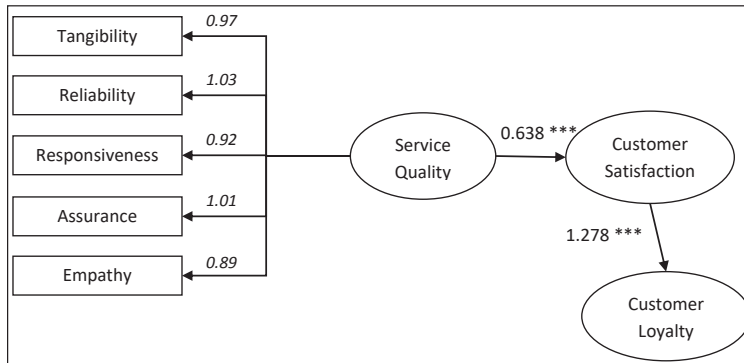 Tangibility
0.97
Reliability
1.03
Responsiveness
0.92
Assurance
1.01
Empathy
0.89
Service
Quality
0.638 ***
Customer
Satisfaction
1.278 ***
Customer
Loyalty